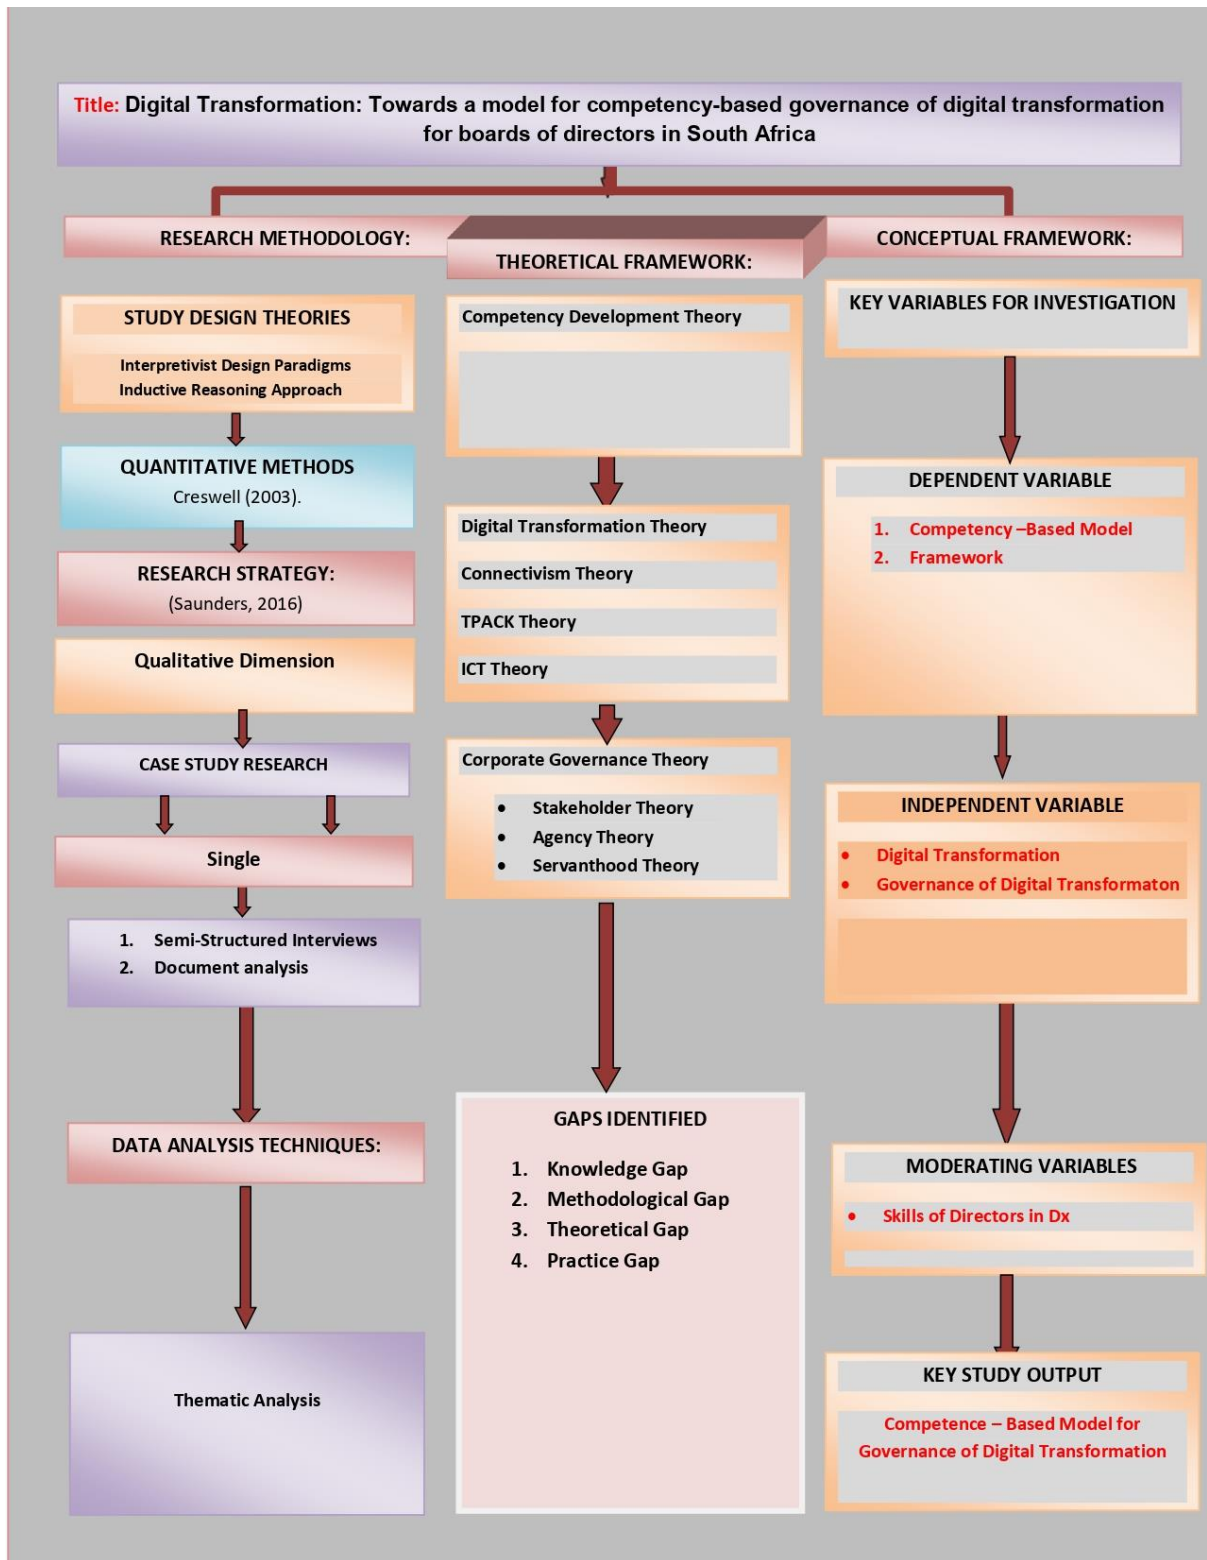 Title: Digital Transformation: Towards a model for competency-based governance of digital transformation
for boards of directors in South Africa
RESEARCH METHODOLOGY:
STUDY DESIGN THEORIES
Interpretivist Design Paradigms
Inductive Reasoning Approach
QUANTITATIVE METHODS
Creswell (2003).
RESEARCH STRATEGY:
(Saunders, 2016)
Qualitative Dimension
CASE STUDY RESEARCH
Single
1. Semi-Structured Interviews
2. Document analysis
DATA ANALYSIS TECHNIQUES:
Thematic Analysis
THEORETICAL FRAMEWORK:
Competency Development Theory
Digital Transformation Theory
Connectivism Theory
TPACK Theory
ICT Theory
Corporate Governance Theory
• Stakeholder Theory
• Agency Theory
• Servanthood Theory
GAPS IDENTIFIED
1. Knowledge Gap
2. Methodological Gap
3. Theoretical Gap
4. Practice Gap
CONCEPTUAL FRAMEWORK:
KEY VARIABLES FOR INVESTIGATION
DEPENDENT VARIABLE
1. Competency –Based Model
2. Framework
INDEPENDENT VARIABLE
• Digital Transformation
• Governance of Digital Transformaton
MODERATING VARIABLES
• Skills of Directors in Dx
KEY STUDY OUTPUT
Competence – Based Model for
Governance of Digital Transformation